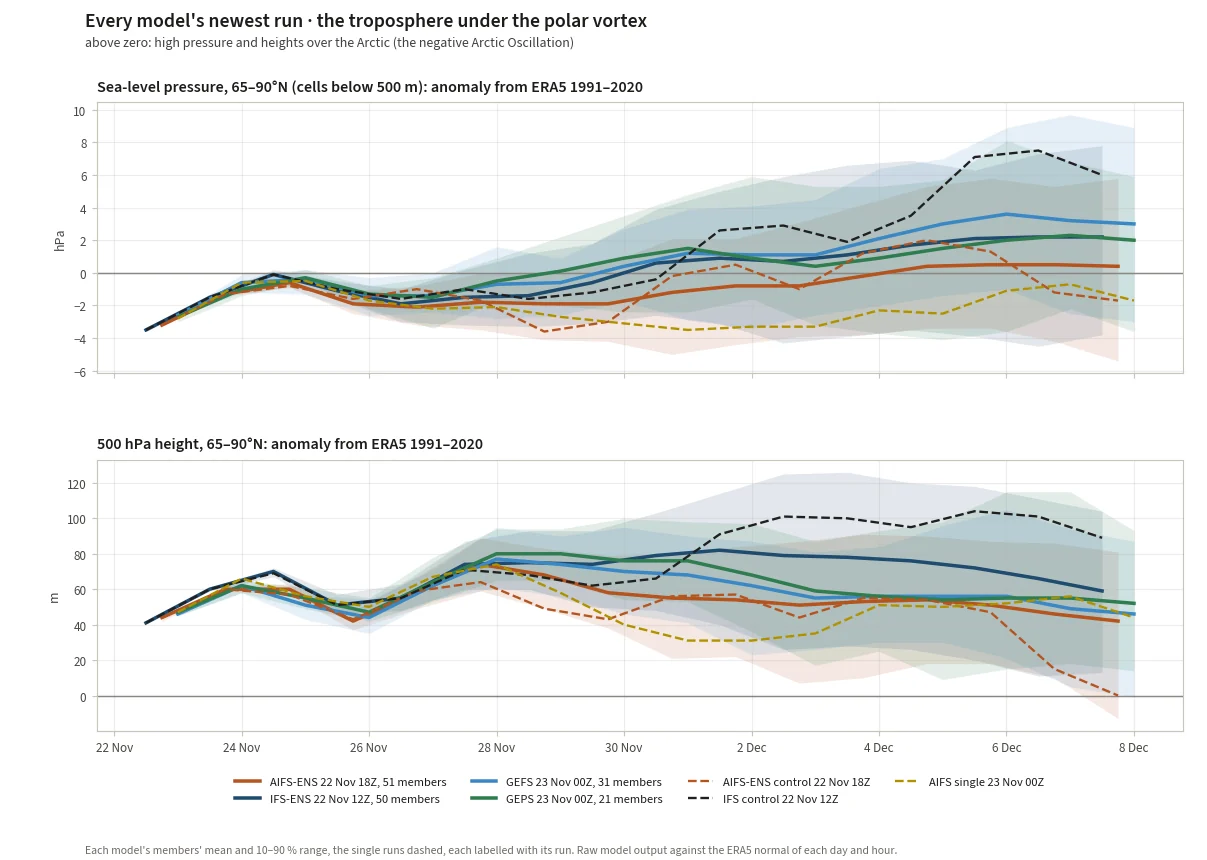 Every model's newest run · the troposphere under the polar vortex
above zero: high pressure and heights over the Arctic (the negative Arctic Oscillation)
Sea-level pressure, 65–90°N (cells below 500 m): anomaly from ERA5 1991–2020
10
8
6
4
2
0
−2
−4
−6
hPa
500 hPa height, 65–90°N: anomaly from ERA5 1991–2020
120
100
80
60
40
20
0
m
22 Nov 24 Nov 26 Nov 28 Nov 30 Nov 2 Dec 4 Dec 6 Dec 8 Dec
AIFS-ENS 22 Nov 18Z, 51 members GEFS 23 Nov 00Z, 31 members AIFS-ENS control 22 Nov 18Z AIFS single 23 Nov 00Z
IFS-ENS 22 Nov 12Z, 50 members GEPS 23 Nov 00Z, 21 members IFS control 22 Nov 12Z
Each model's members' mean and 10–90 % range, the single runs dashed, each labelled with its run. Raw model output against the ERA5 normal of each day and hour.